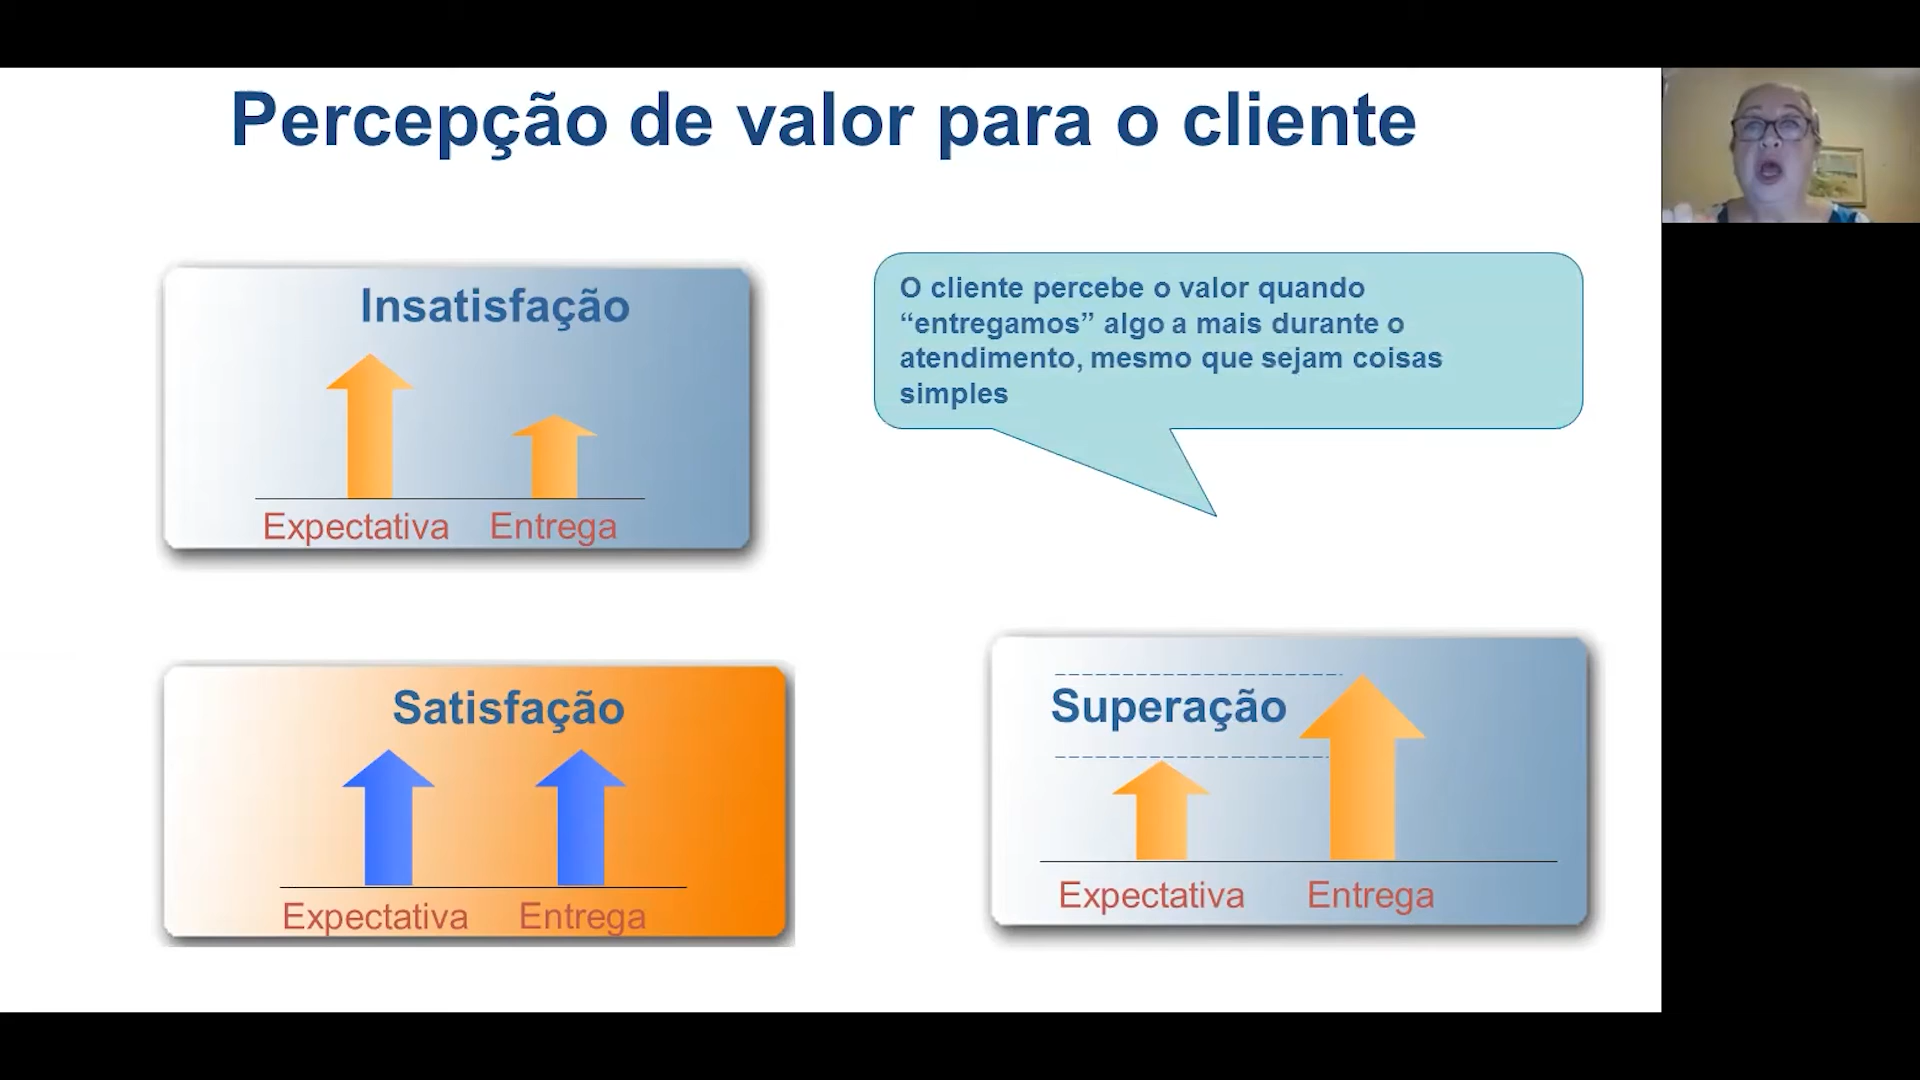 Percepção de valor para o cliente
Insatisfação
Expectativa Entrega
O cliente percebe o valor quando
“entregamos” algo a mais durante o
atendimento, mesmo que sejam coisas
simples
Satisfação
Expectativa Entrega
Superação
Expectativa Entrega